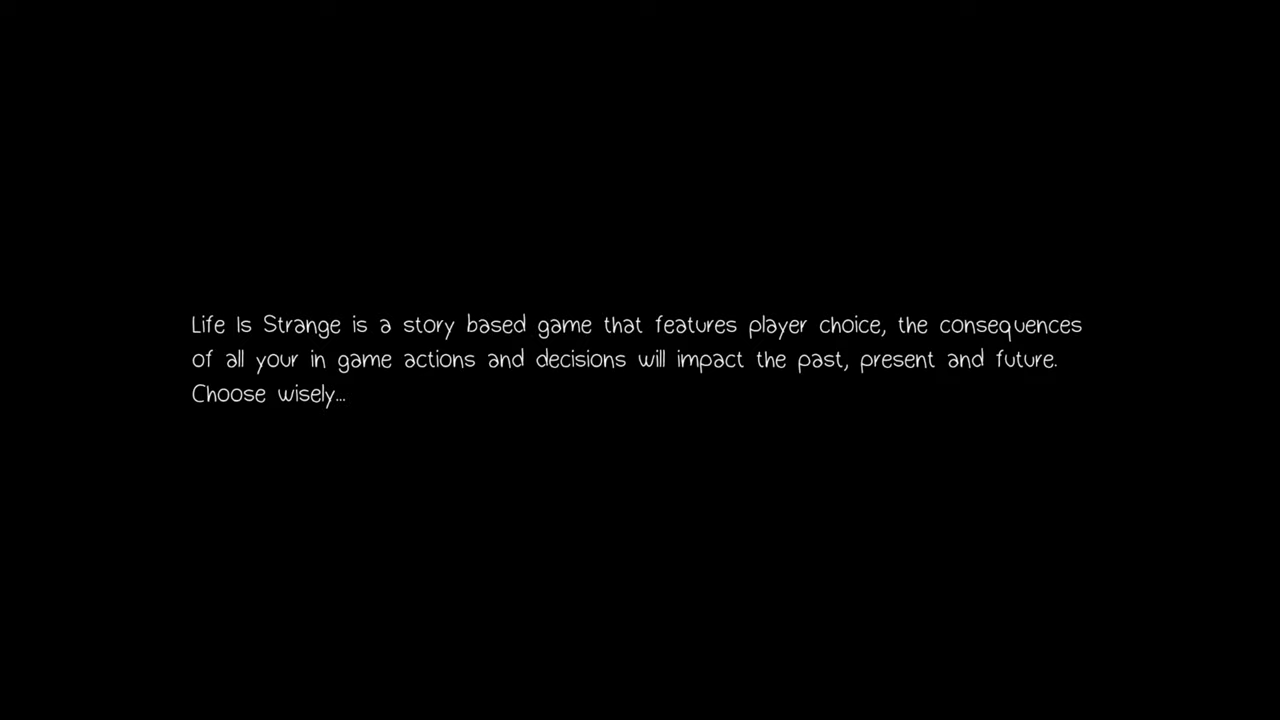 Life Is Strange is a story based game that features player choice, the consequences
of all your in game actions and decisions will impact the past, present and future.
Choose wisely...